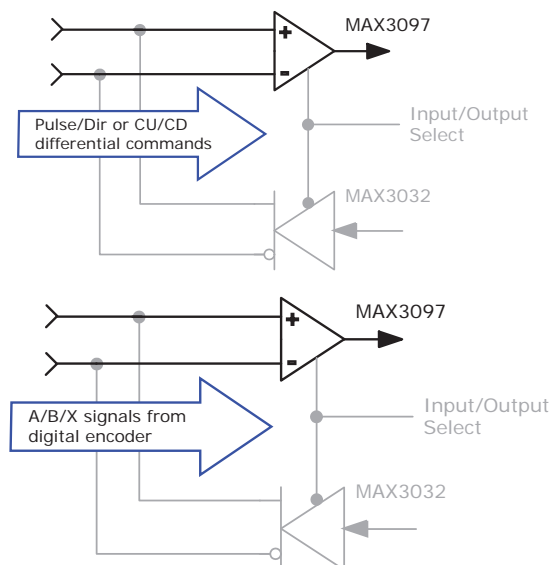 MAX3097
+
-
Pulse/Dir or CU/CD
differential commands
Input/Output
Select
MAX3032
MAX3097
+
-
A/B/X signals from
digital encoder
Input/Output
Select
MAX3032